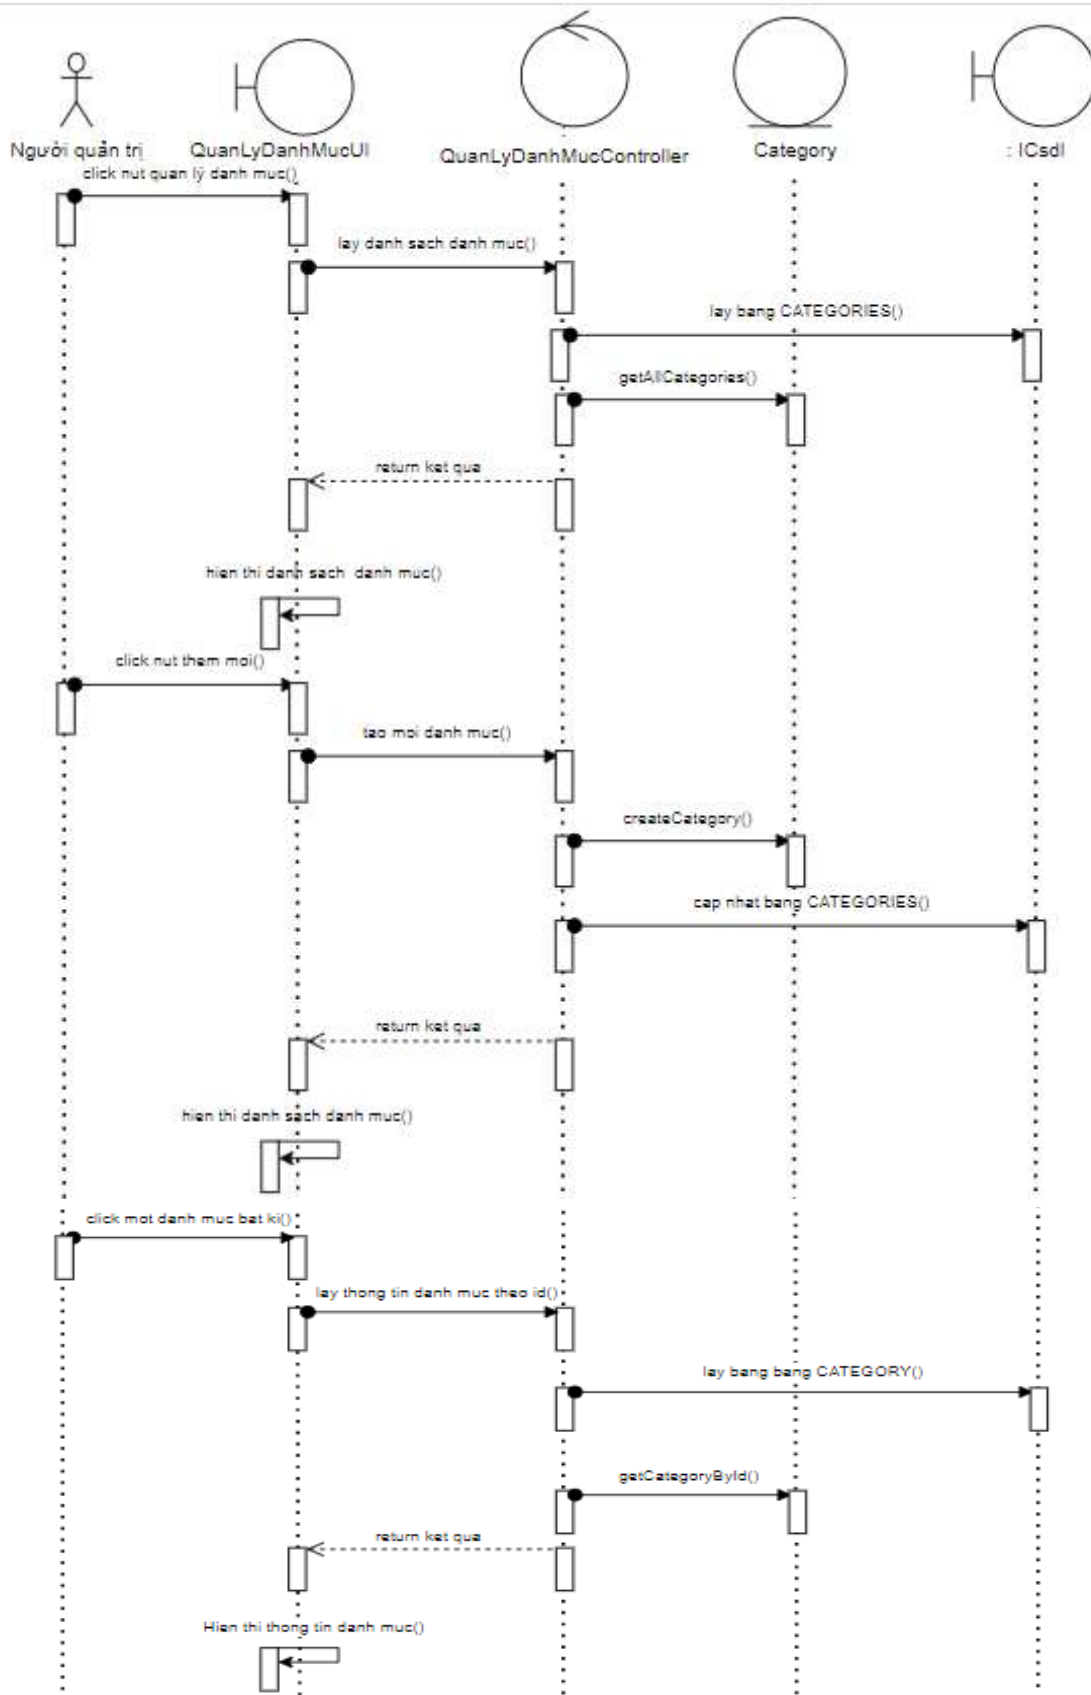 Người quản trị
QuanLyDanhMucUI
QuanLyDanhMucController
Category
: ICsdl
click nut quan lý danh muc()
lay danh sach danh muc()
lay bang CATEGORIES()
getAllCategories()
return ket qua
hien thi danh sach danh muc()
click nut them moi()
tao moi danh muc()
createCategory()
cap nhat bang CATEGORIES()
return ket qua
hien thi danh sach danh muc()
click mot danh muc bat ki()
lay thong tin danh muc theo id()
lay bang bang CATEGORY()
getCategoryById()
return ket qua
Hien thi thong tin danh muc()